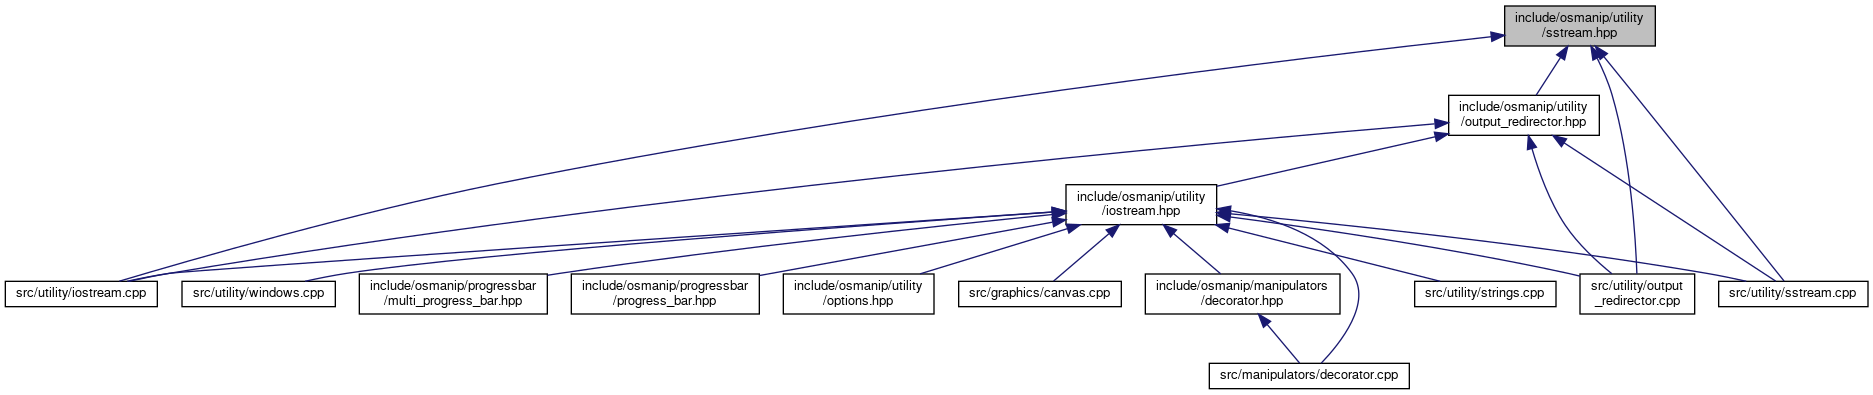 include/osmanip/utility
/sstream.hpp
include/osmanip/utility
/output_redirector.hpp
include/osmanip/utility
/iostream.hpp
src/utility/iostream.cpp
src/utility/windows.cpp
include/osmanip/progressbar
/multi_progress_bar.hpp
include/osmanip/progressbar
/progress_bar.hpp
include/osmanip/utility
/options.hpp
src/graphics/canvas.cpp
include/osmanip/manipulators
/decorator.hpp
src/utility/strings.cpp
src/utility/output
_redirector.cpp
src/utility/sstream.cpp
src/manipulators/decorator.cpp